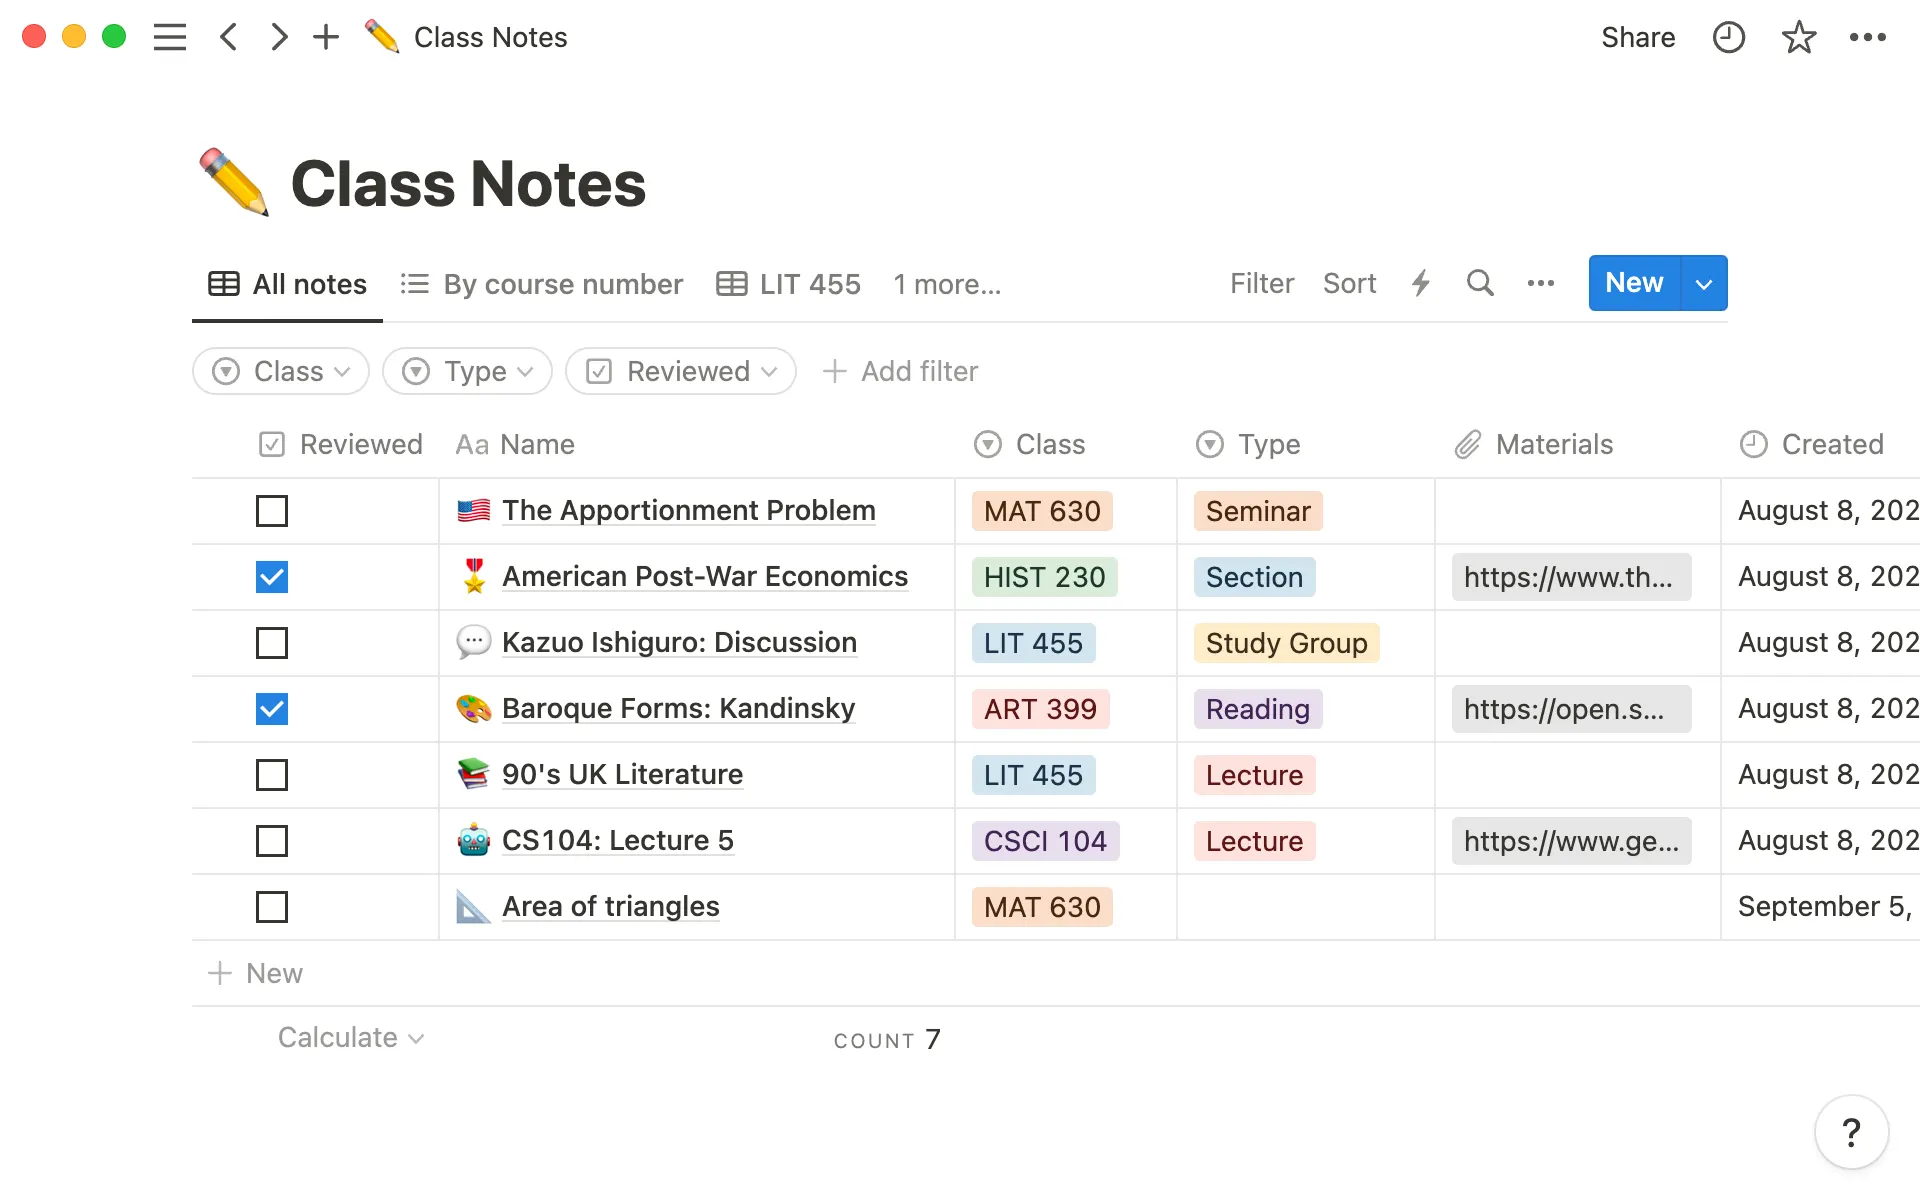 Class Notes
Share
Class Notes
All notes By course number LIT 455 1 more... Filter Sort New
Class Type Reviewed Add filter
Reviewed Aa Name Class Type Materials Created
The Apportionment Problem MAT 630 Seminar August 8, 202
American Post-War Economics HIST 230 Section https://www.th... August 8, 202
Kazuo Ishiguro: Discussion LIT 455 Study Group August 8, 202
Baroque Forms: Kandinsky ART 399 Reading https://open.s... August 8, 202
90's UK Literature LIT 455 Lecture August 8, 202
CS104: Lecture 5 CSCI 104 Lecture https://www.ge... August 8, 202
Area of triangles MAT 630 September 5,
New
Calculate COUNT 7
?